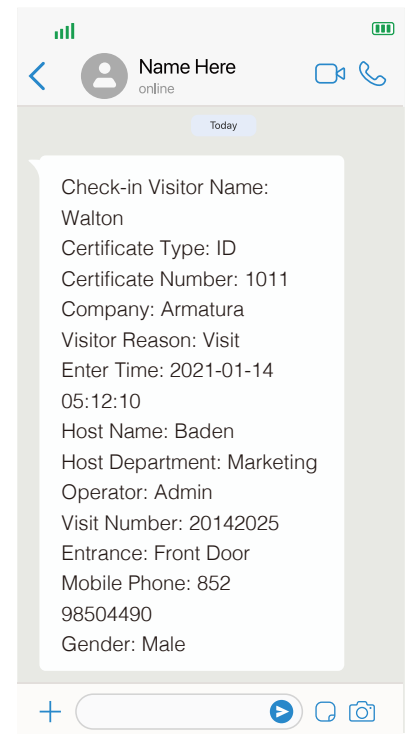 Name Here
online
Today
Check-in Visitor Name:
Walton
Certificate Type: ID
Certificate Number: 1011
Company: Armatura
Visitor Reason: Visit
Enter Time: 2021-01-14
05:12:10
Host Name: Baden
Host Department: Marketing
Operator: Admin
Visit Number: 20142025
Entrance: Front Door
Mobile Phone: 852
98504490
Gender: Male